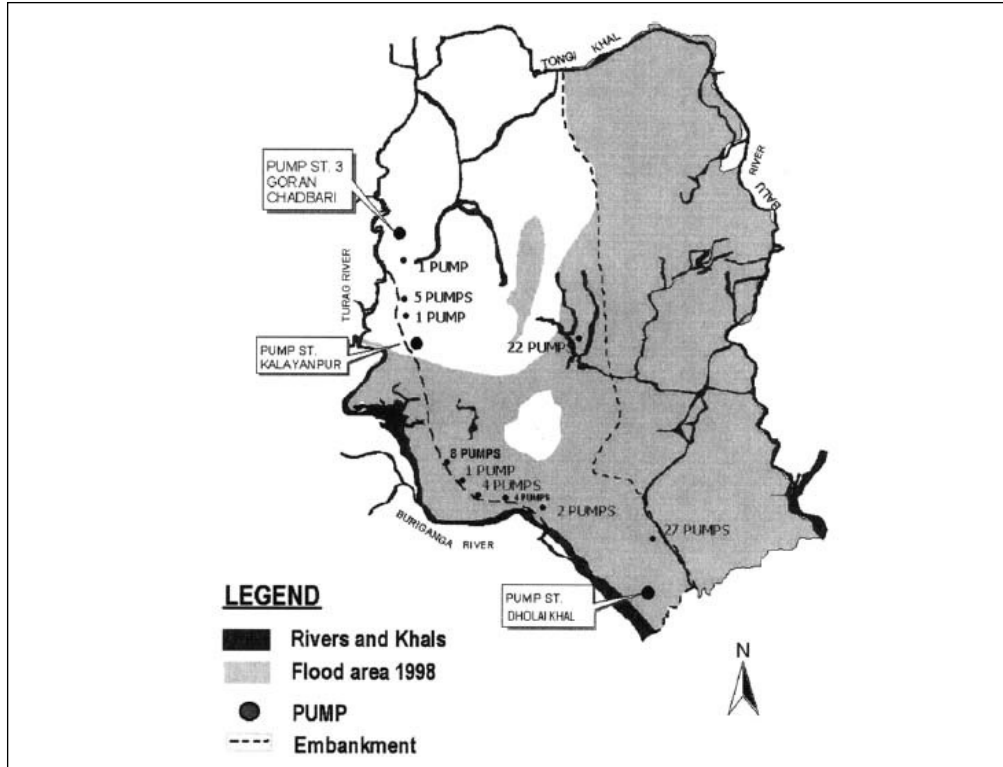 TONGI KHAL
PUMP ST. 3
GORAN
CHADBARI
BALU RIVER
1 PUMP
TURAG RIVER
5 PUMPS
1 PUMP
22 PUMPS
PUMP ST.
KALAYANPUR
8 PUMPS
1 PUMP
4 PUMPS
4 PUMPS
2 PUMPS
BURIGANGA RIVER
27 PUMPS
PUMP ST.
DHOLAI KHAL
LEGEND
Rivers and Khals
Flood area 1998
PUMP
Embankment
N